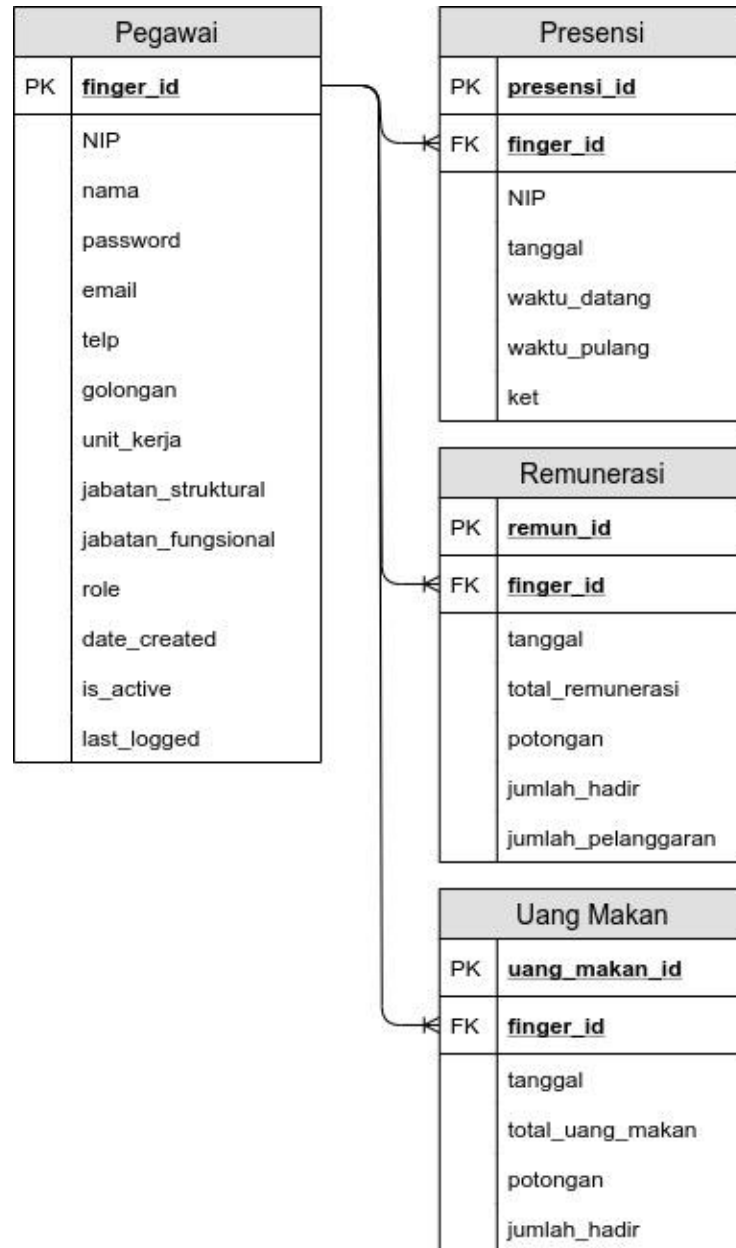 Pegawai
PK finger_id
NIP
nama
password
email
telp
golongan
unit_kerja
jabatan_struktural
jabatan_fungsional
role
date_created
is_active
last_logged
Presensi
PK presensi_id
FK finger_id
NIP
tanggal
waktu_datang
waktu_pulang
ket
Remunerasi
PK remun_id
FK finger_id
tanggal
total_remunerasi
potongan
jumlah_hadir
jumlah_pelanggaran
Uang Makan
PK uang_makan_id
FK finger_id
tanggal
total_uang_makan
potongan
jumlah_hadir